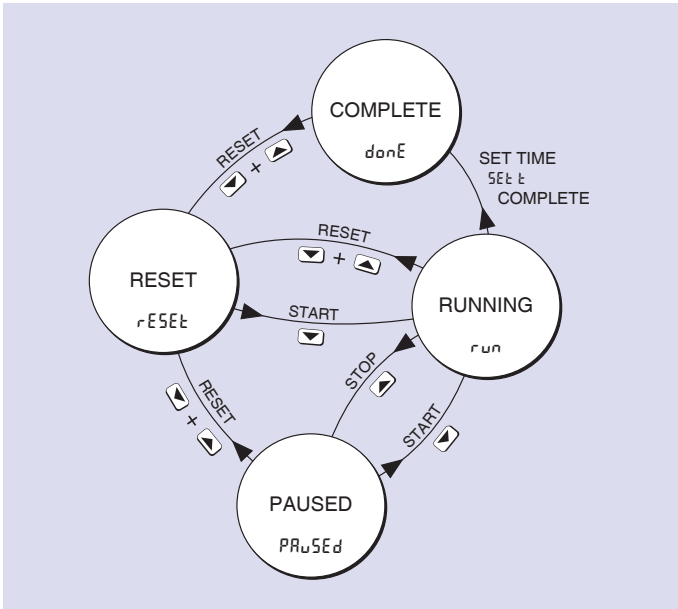 COMPLETE
donE
RESET
+
SET TIME
SEt t
COMPLETE
RESET
+
RESET
rESEt
RUNNING
run
START
STOP
START
RESET
+
PAUSED
PAuSEd